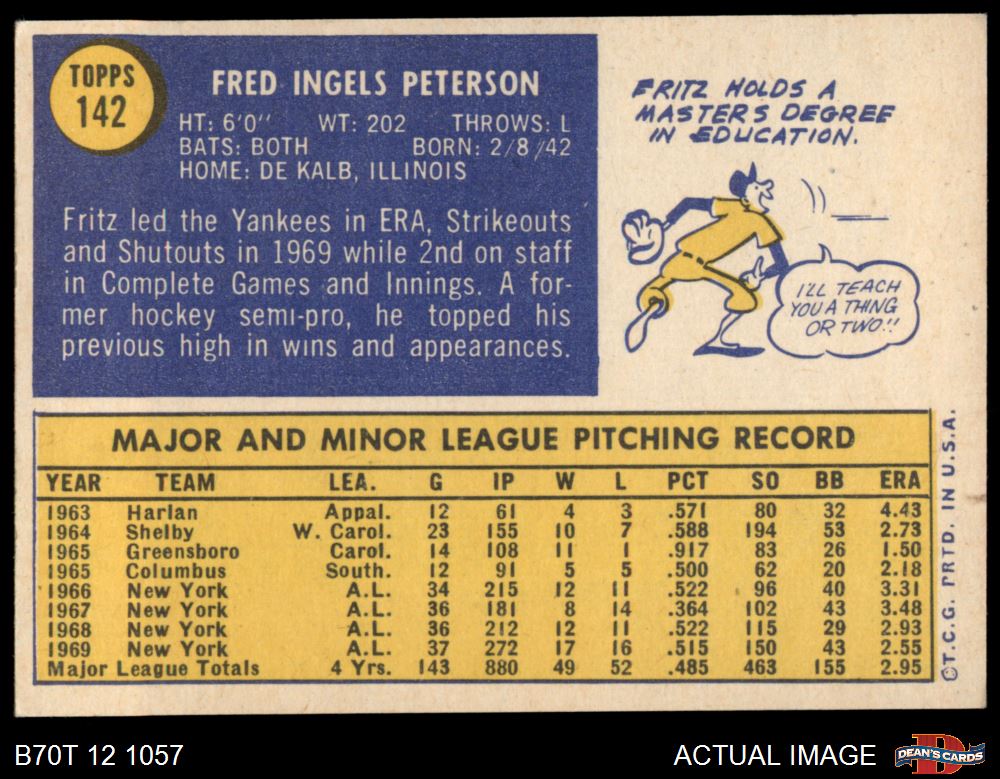 TOPPS
142
FRED INGELS PETERSON
HT: 6'0" WT: 202 THROWS: L
BATS: BOTH BORN: 2/8/42
HOME: DE KALB, ILLINOIS
Fritz led the Yankees in ERA, Strikeouts
and Shutouts in 1969 while 2nd on staff
in Complete Games and Innings. A for-
mer hockey semi-pro, he topped his
previous high in wins and appearances.
FRITZ HOLDS A
MASTERS DEGREE
IN EDUCATION.
I'LL TEACH
YOU A THING
OR TWO!!
MAJOR AND MINOR LEAGUE PITCHING RECORD
YEAR TEAM LEA. G IP W L PCT SO BB ERA
1963 Harlan Appal. 12 61 4 3 .571 80 32 4.43
1964 Shelby W. Carol. 23 155 10 7 .588 194 53 2.73
1965 Greensboro Carol. 14 108 11 1 .917 83 26 1.50
1965 Columbus South. 12 91 5 5 .500 62 20 2.18
1966 New York A.L. 34 215 12 11 .522 96 40 3.31
1967 New York A.L. 36 181 8 14 .364 102 43 3.48
1968 New York A.L. 36 212 12 11 .522 115 29 2.93
1969 New York A.L. 37 272 17 16 .515 150 43 2.55
Major League Totals 4 Yrs. 143 880 49 52 .485 463 155 2.95
©T.C.G. PRTD. IN U.S.A.
B70T 12 1057
ACTUAL IMAGE
D
DEAN'S CARDS